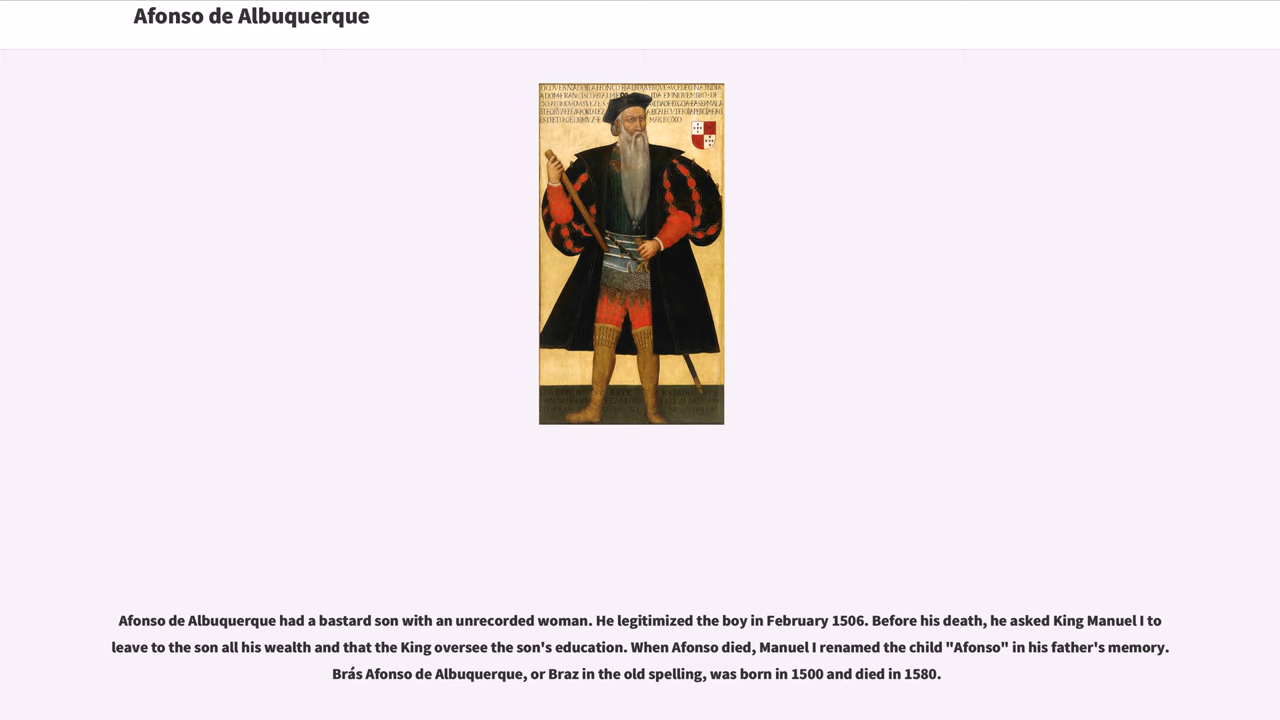 Afonso de Albuquerque
Afonso de Albuquerque had a bastard son with an unrecorded woman. He legitimized the boy in February 1506. Before his death, he asked King Manuel I to
leave to the son all his wealth and that the King oversee the son's education. When Afonso died, Manuel I renamed the child "Afonso" in his father's memory.
Brás Afonso de Albuquerque, or Braz in the old spelling, was born in 1500 and died in 1580.